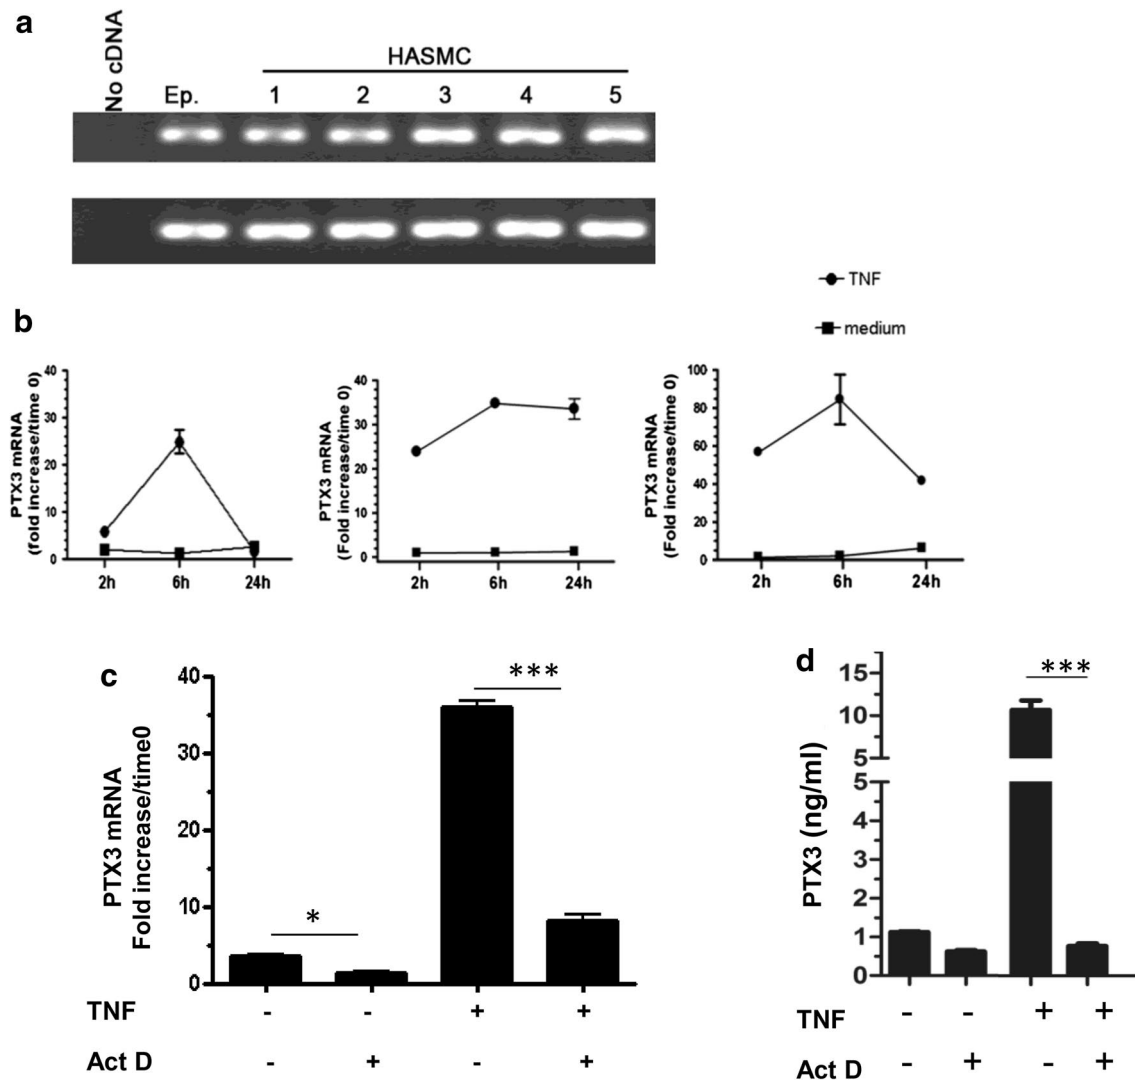 a
No cDNA
HASMC
Ep. 1 2 3 4 5
TNF
medium
b
PTX3 mRNA
(fold increase/time 0)
40
30
20
10
0
2h 6h 24h
PTX3 mRNA
(Fold increase/time 0)
40
30
20
10
0
2h 6h 24h
PTX3 mRNA
(Fold increase/time 0)
100
80
60
40
20
0
2h 6h 24h
c
PTX3 mRNA
Fold increase/time0
40
30
20
10
0
*
***
TNF - - + +
Act D - + - +
d
PTX3 (ng/ml)
15
10
5
5
4
3
2
1
0
***
TNF - - + +
Act D - + - +